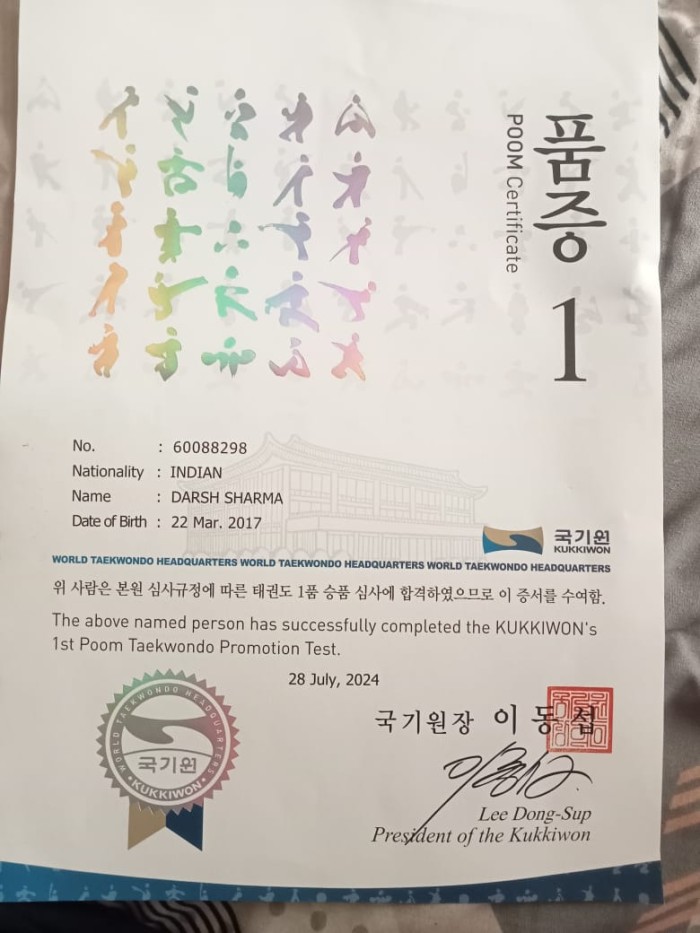 품증 1
POOM Certificate
No. : 60088298
Nationality : INDIAN
Name : DARSH SHARMA
Date of Birth : 22 Mar. 2017
국기원
KUKKIWON
WORLD TAEKWONDO HEADQUARTERS WORLD TAEKWONDO HEADQUARTERS WORLD TAEKWONDO HEADQUARTERS
위 사람은 본원 심사규정에 따른 태권도 1품 승품 심사에 합격하였으므로 이 증서를 수여함.
The above named person has successfully completed the KUKKIWON's
1st Poom Taekwondo Promotion Test.
28 July, 2024
WORLD TAEKWONDO HEADQUARTERS
국기원
KUKKIWON
국기원장 이동섭
Lee Dong-Sup
President of the Kukkiwon